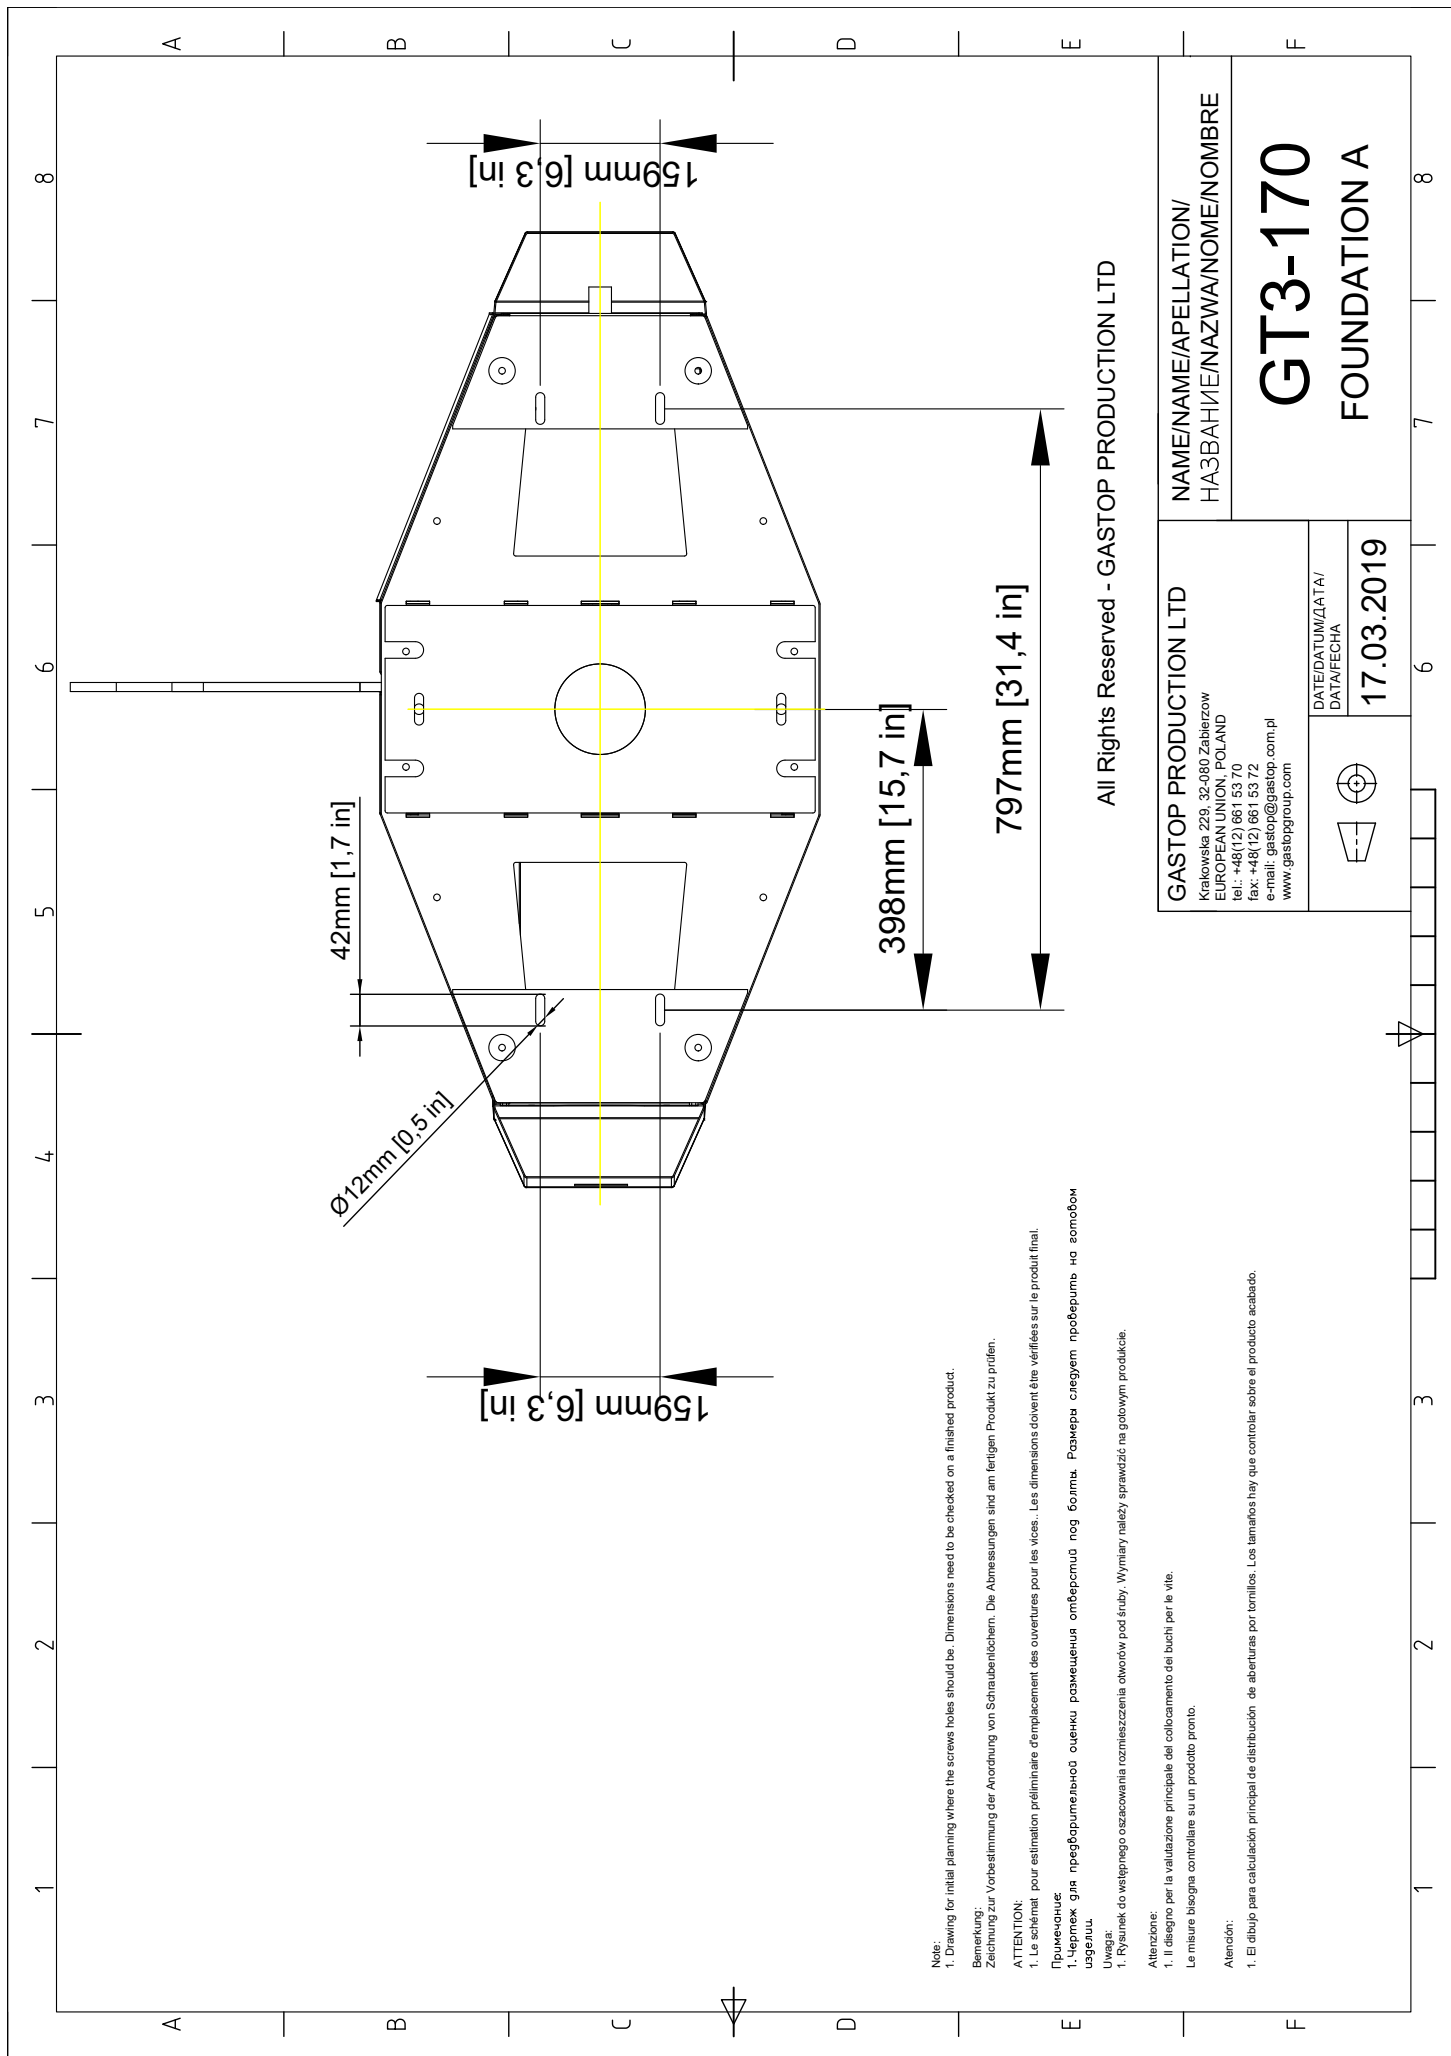 A
B
C
D
E
F
8
7
6
5
4
3
2
1
159mm [6,3 in]
159mm [6,3 in]
42mm [1,7 in]
Ø12mm [0,5 in]
398mm [15,7 in]
797mm [31,4 in]
All Rights Reserved - GASTOP PRODUCTION LTD
Note:
1. Drawing for initial planning where the screws holes should be. Dimensions need to be checked on a finished product.
Bemerkung:
Zeichnung zur Vorbestimmung der Anordnung von Schraubenlöchern. Die Abmessungen sind am fertigen Produkt zu prüfen.
ATTENTION:
1. Le schémat pour estimation préliminaire d'emplacement des ouvertures pour les vices.. Les dimensions doivent être vérifiées sur le produit final.
Примечание:
1. Чертеж для предварительной оценки размещения отверстий под болты. Размеры следует проверить на готовом
изделии.
Uwaga:
1. Rysunek do wstępnego oszacowania rozmieszczenia otworów pod śruby. Wymiary należy sprawdzić na gotowym produkcie.
Attenzione:
1. Il disegno per la valutazione principale del collocamento dei buchi per le vite.
Le misure bisogna controllare su un prodotto pronto.
Atención:
1. El dibujo para calculación principal de distribución de aberturas por tornillos. Los tamaños hay que controlar sobre el producto acabado.
GASTOP PRODUCTION LTD
Krakowska 229, 32-080 Zabierzow
EUROPEAN UNION, POLAND
tel.: +48(12) 661 53 70
fax: +48(12) 661 53 72
e-mail: gastop@gastop.com.pl
www.gastopgroup.com
DATE/DATUM/ДАТА/
DATA/FECHA
17.03.2019
NAME/NAME/APELLATION/
НАЗВАНИЕ/NAZWA/NOME/NOMBRE
GT3-170
FOUNDATION A
A
B
C
D
E
F
8
7
6
5
4
3
2
1